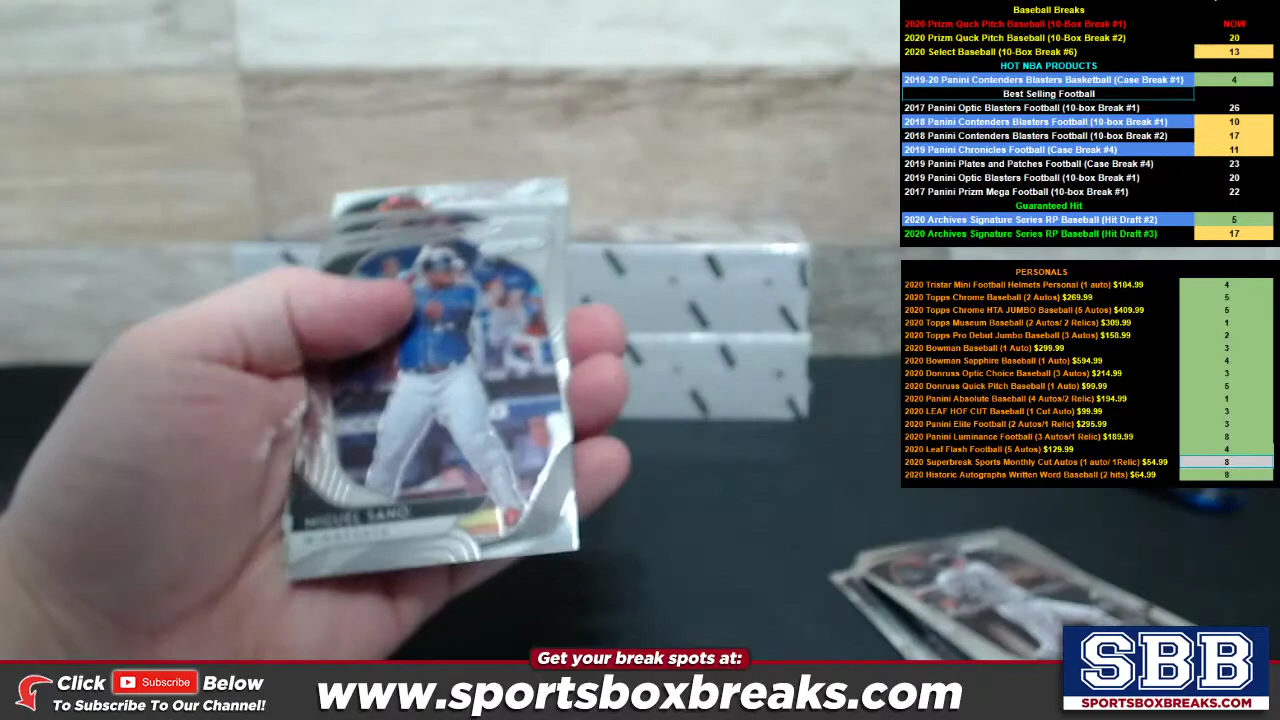 Baseball Breaks
2020 Prizm Quck Pitch Baseball (10-Box Break #1) NOW
2020 Prizm Quck Pitch Baseball (10-Box Break #2) 20
2020 Select Baseball (10-Box Break #6) 13
HOT NBA PRODUCTS
2019-20 Panini Contenders Blasters Basketball (Case Break #1) 4
Best Selling Football
2017 Panini Optic Blasters Football (10-box Break #1) 26
2018 Panini Contenders Blasters Football (10-box Break #1) 10
2018 Panini Contenders Blasters Football (10-box Break #2) 17
2019 Panini Chronicles Football (Case Break #4) 11
2019 Panini Plates and Patches Football (Case Break #4) 23
2019 Panini Optic Blasters Football (10-box Break #1) 20
2017 Panini Prizm Mega Football (10-box Break #1) 22
Guaranteed Hit
2020 Archives Signature Series RP Baseball (Hit Draft #2) 5
2020 Archives Signature Series RP Baseball (Hit Draft #3) 17
PERSONALS
2020 Tristar Mini Football Helmets Personal (1 auto) $104.99 4
2020 Topps Chrome Baseball (2 Autos) $269.99 5
2020 Topps Chrome HTA JUMBO Baseball (5 Autos) $409.99 5
2020 Topps Museum Baseball (2 Autos/ 2 Relics) $309.99 1
2020 Topps Pro Debut Jumbo Baseball (3 Autos) $158.99 2
2020 Bowman Baseball (1 Auto) $299.99 3
2020 Bowman Sapphire Baseball (1 Auto) $594.99 4
2020 Donruss Optic Choice Baseball (3 Autos) $214.99 3
2020 Donruss Quick Pitch Baseball (1 Auto) $99.99 5
2020 Panini Absolute Baseball (4 Autos/2 Relic) $194.99 1
2020 LEAF HOF CUT Baseball (1 Cut Auto) $99.99 3
2020 Panini Elite Football (2 Autos/1 Relic) $295.99 3
2020 Panini Luminance Football (3 Autos/1 Relic) $189.99 8
2020 Leaf Flash Football (5 Autos) $129.99 4
2020 Superbreak Sports Monthly Cut Autos (1 auto/ 1Relic) $54.99 8
2020 Historic Autographs Written Word Baseball (2 hits) $64.99 8
MIGUEL SANO
Get your break spots at:
Click Subscribe Below
To Subscribe To Our Channel!
www.sportsboxbreaks.com
SBB
SPORTSBOXBREAKS.COM